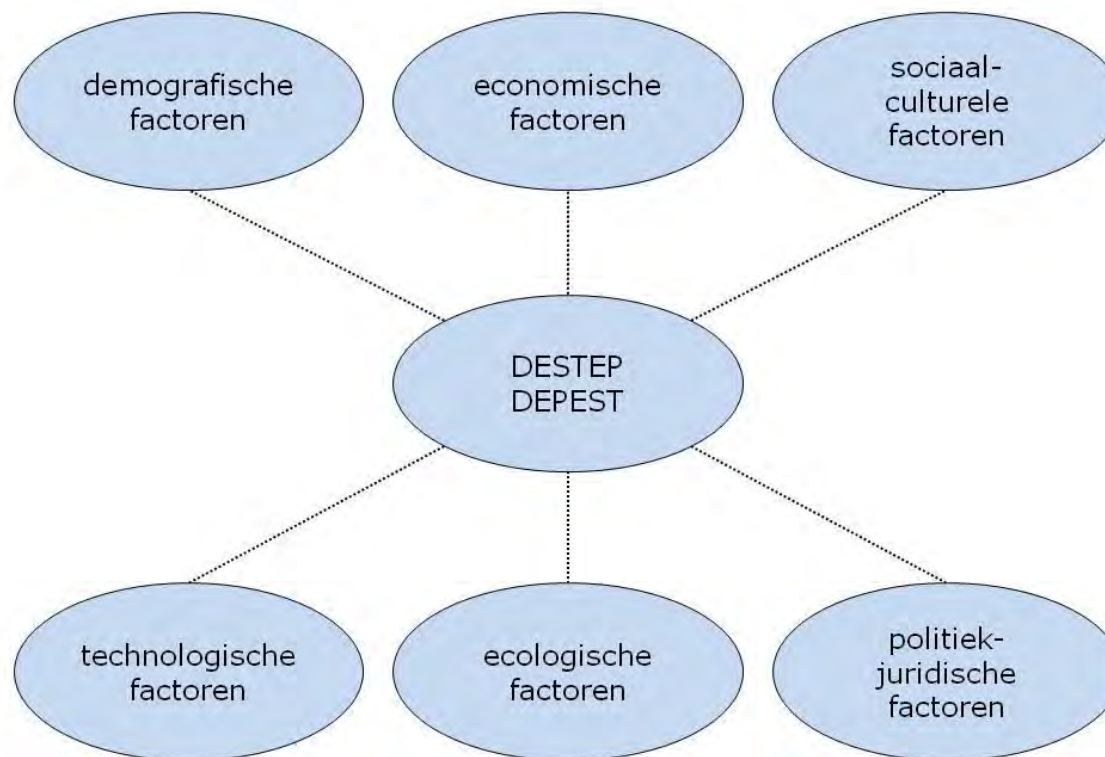 demografische
factoren
economische
factoren
sociaal-
culturele
factoren
DESTEP
DEPEST
technologische
factoren
ecologische
factoren
politiek-
juridische
factoren